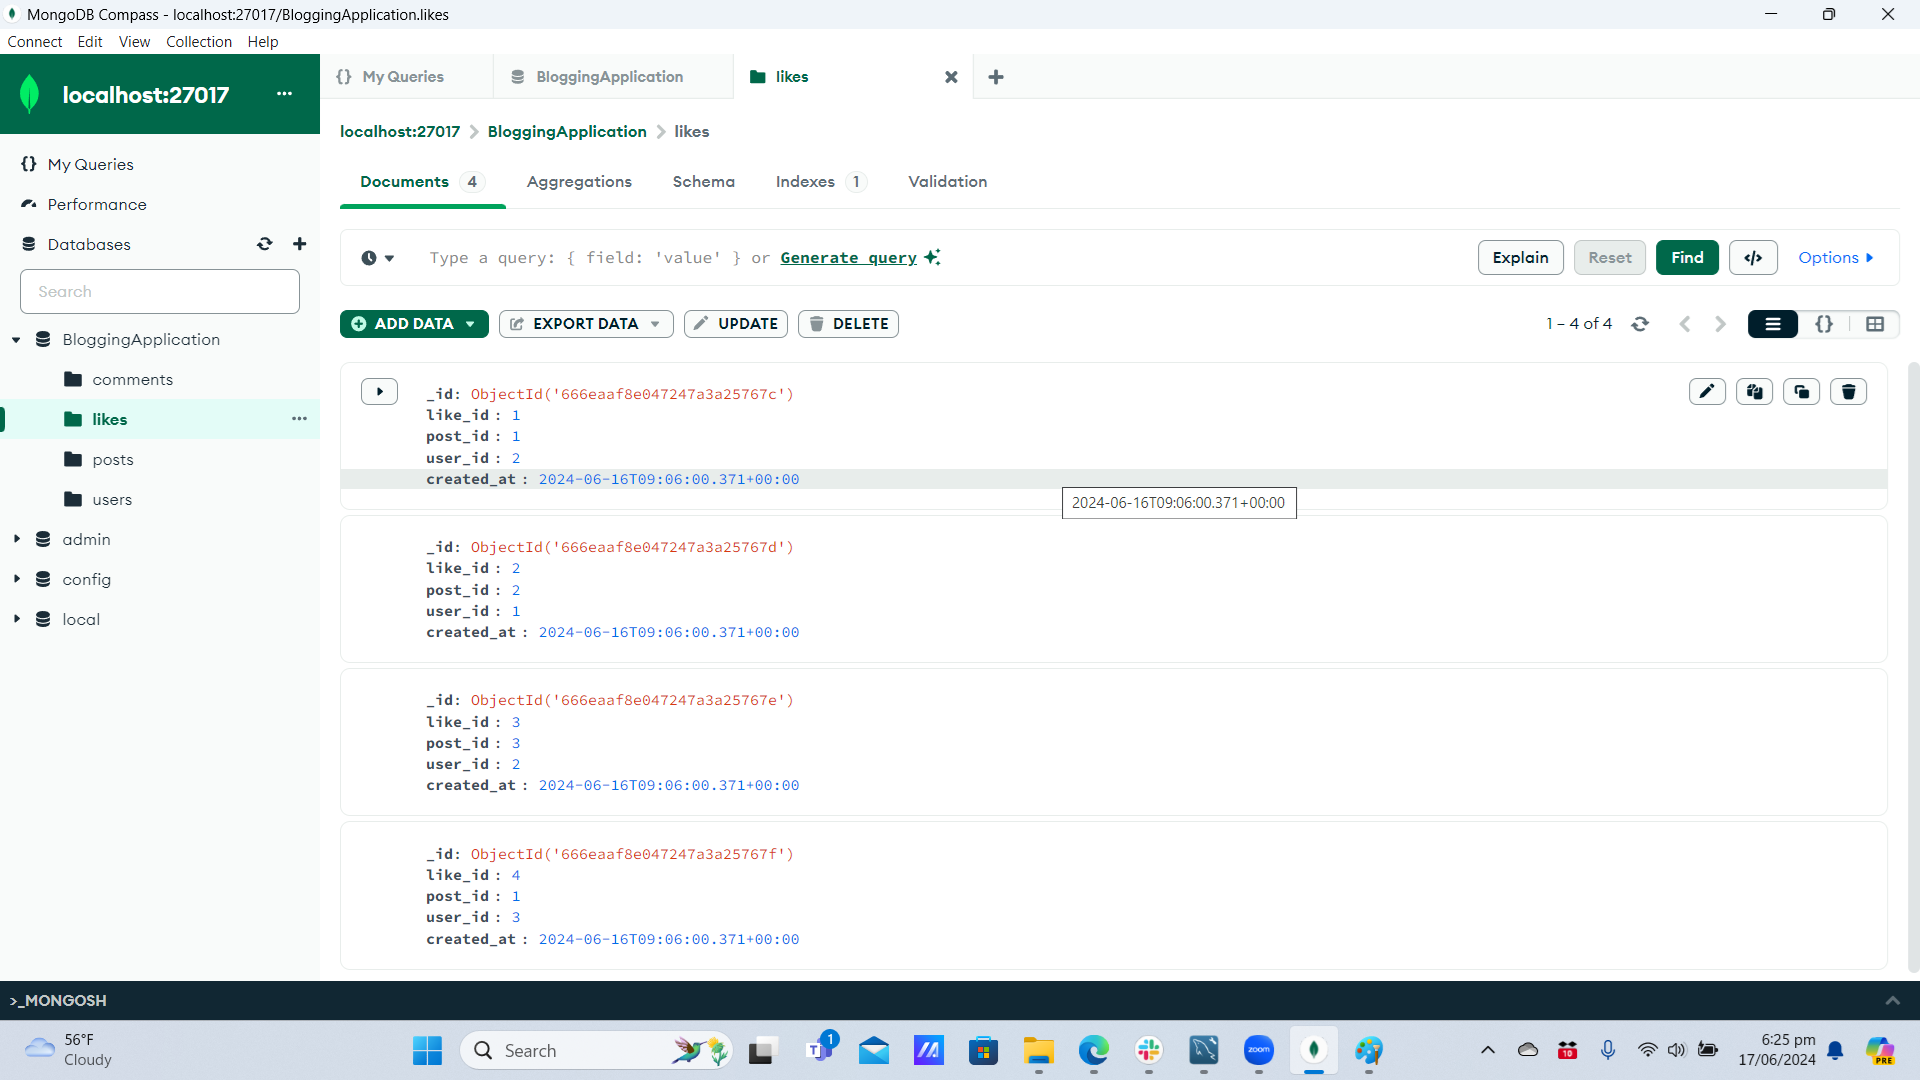 MongoDB Compass - localhost:27017/BloggingApplication.likes
Connect Edit View Collection Help
localhost:27017 ...
{} My Queries
BloggingApplication
likes
My Queries
Performance
Databases
Search
BloggingApplication
comments
likes
posts
users
admin
config
local
localhost:27017 > BloggingApplication > likes
Documents 4 Aggregations Schema Indexes 1 Validation
Type a query: { field: 'value' } or Generate query
Explain Reset Find </> Options
ADD DATA EXPORT DATA UPDATE DELETE
1 – 4 of 4 {}
_id: ObjectId('666eaaf8e047247a3a25767c')
like_id : 1
post_id : 1
user_id : 2
created_at : 2024-06-16T09:06:00.371+00:00
2024-06-16T09:06:00.371+00:00
_id: ObjectId('666eaaf8e047247a3a25767d')
like_id : 2
post_id : 2
user_id : 1
created_at : 2024-06-16T09:06:00.371+00:00
_id: ObjectId('666eaaf8e047247a3a25767e')
like_id : 3
post_id : 3
user_id : 2
created_at : 2024-06-16T09:06:00.371+00:00
_id: ObjectId('666eaaf8e047247a3a25767f')
like_id : 4
post_id : 1
user_id : 3
created_at : 2024-06-16T09:06:00.371+00:00
>_MONGOSH
56°F
Cloudy
Search
1
zoom
10
6:25 pm
17/06/2024
PRE